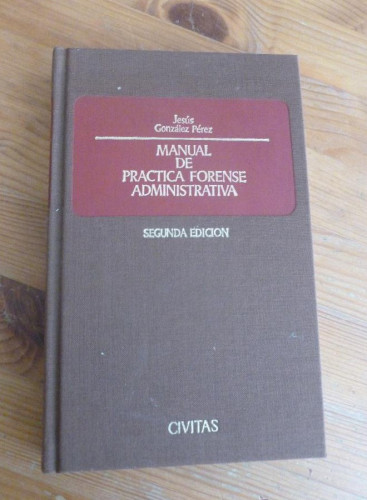 Jesús
González Pérez
MANUAL
DE
PRACTICA FORENSE
ADMINISTRATIVA
SEGUNDA EDICION
CIVITAS